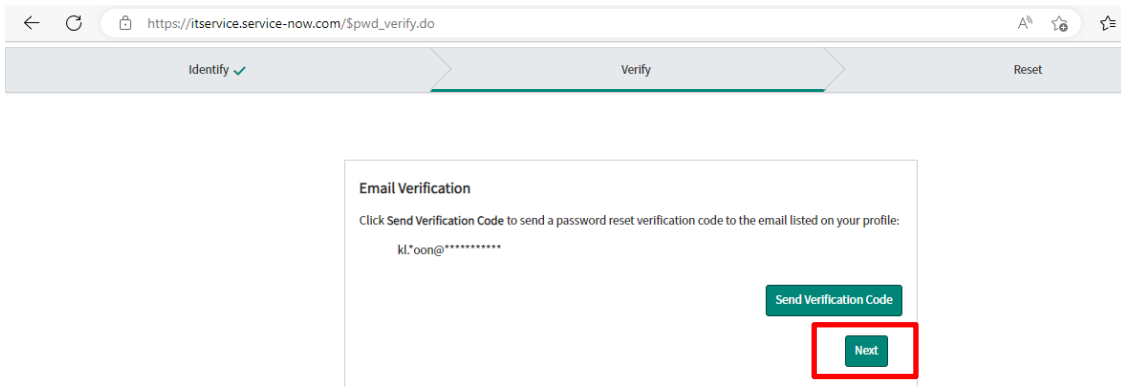 https://itservice.service-now.com/$pwd_verify.do
Identify ✓ Verify Reset
Email Verification
Click Send Verification Code to send a password reset verification code to the email listed on your profile:
kl.*oon@***********
Send Verification Code
Next